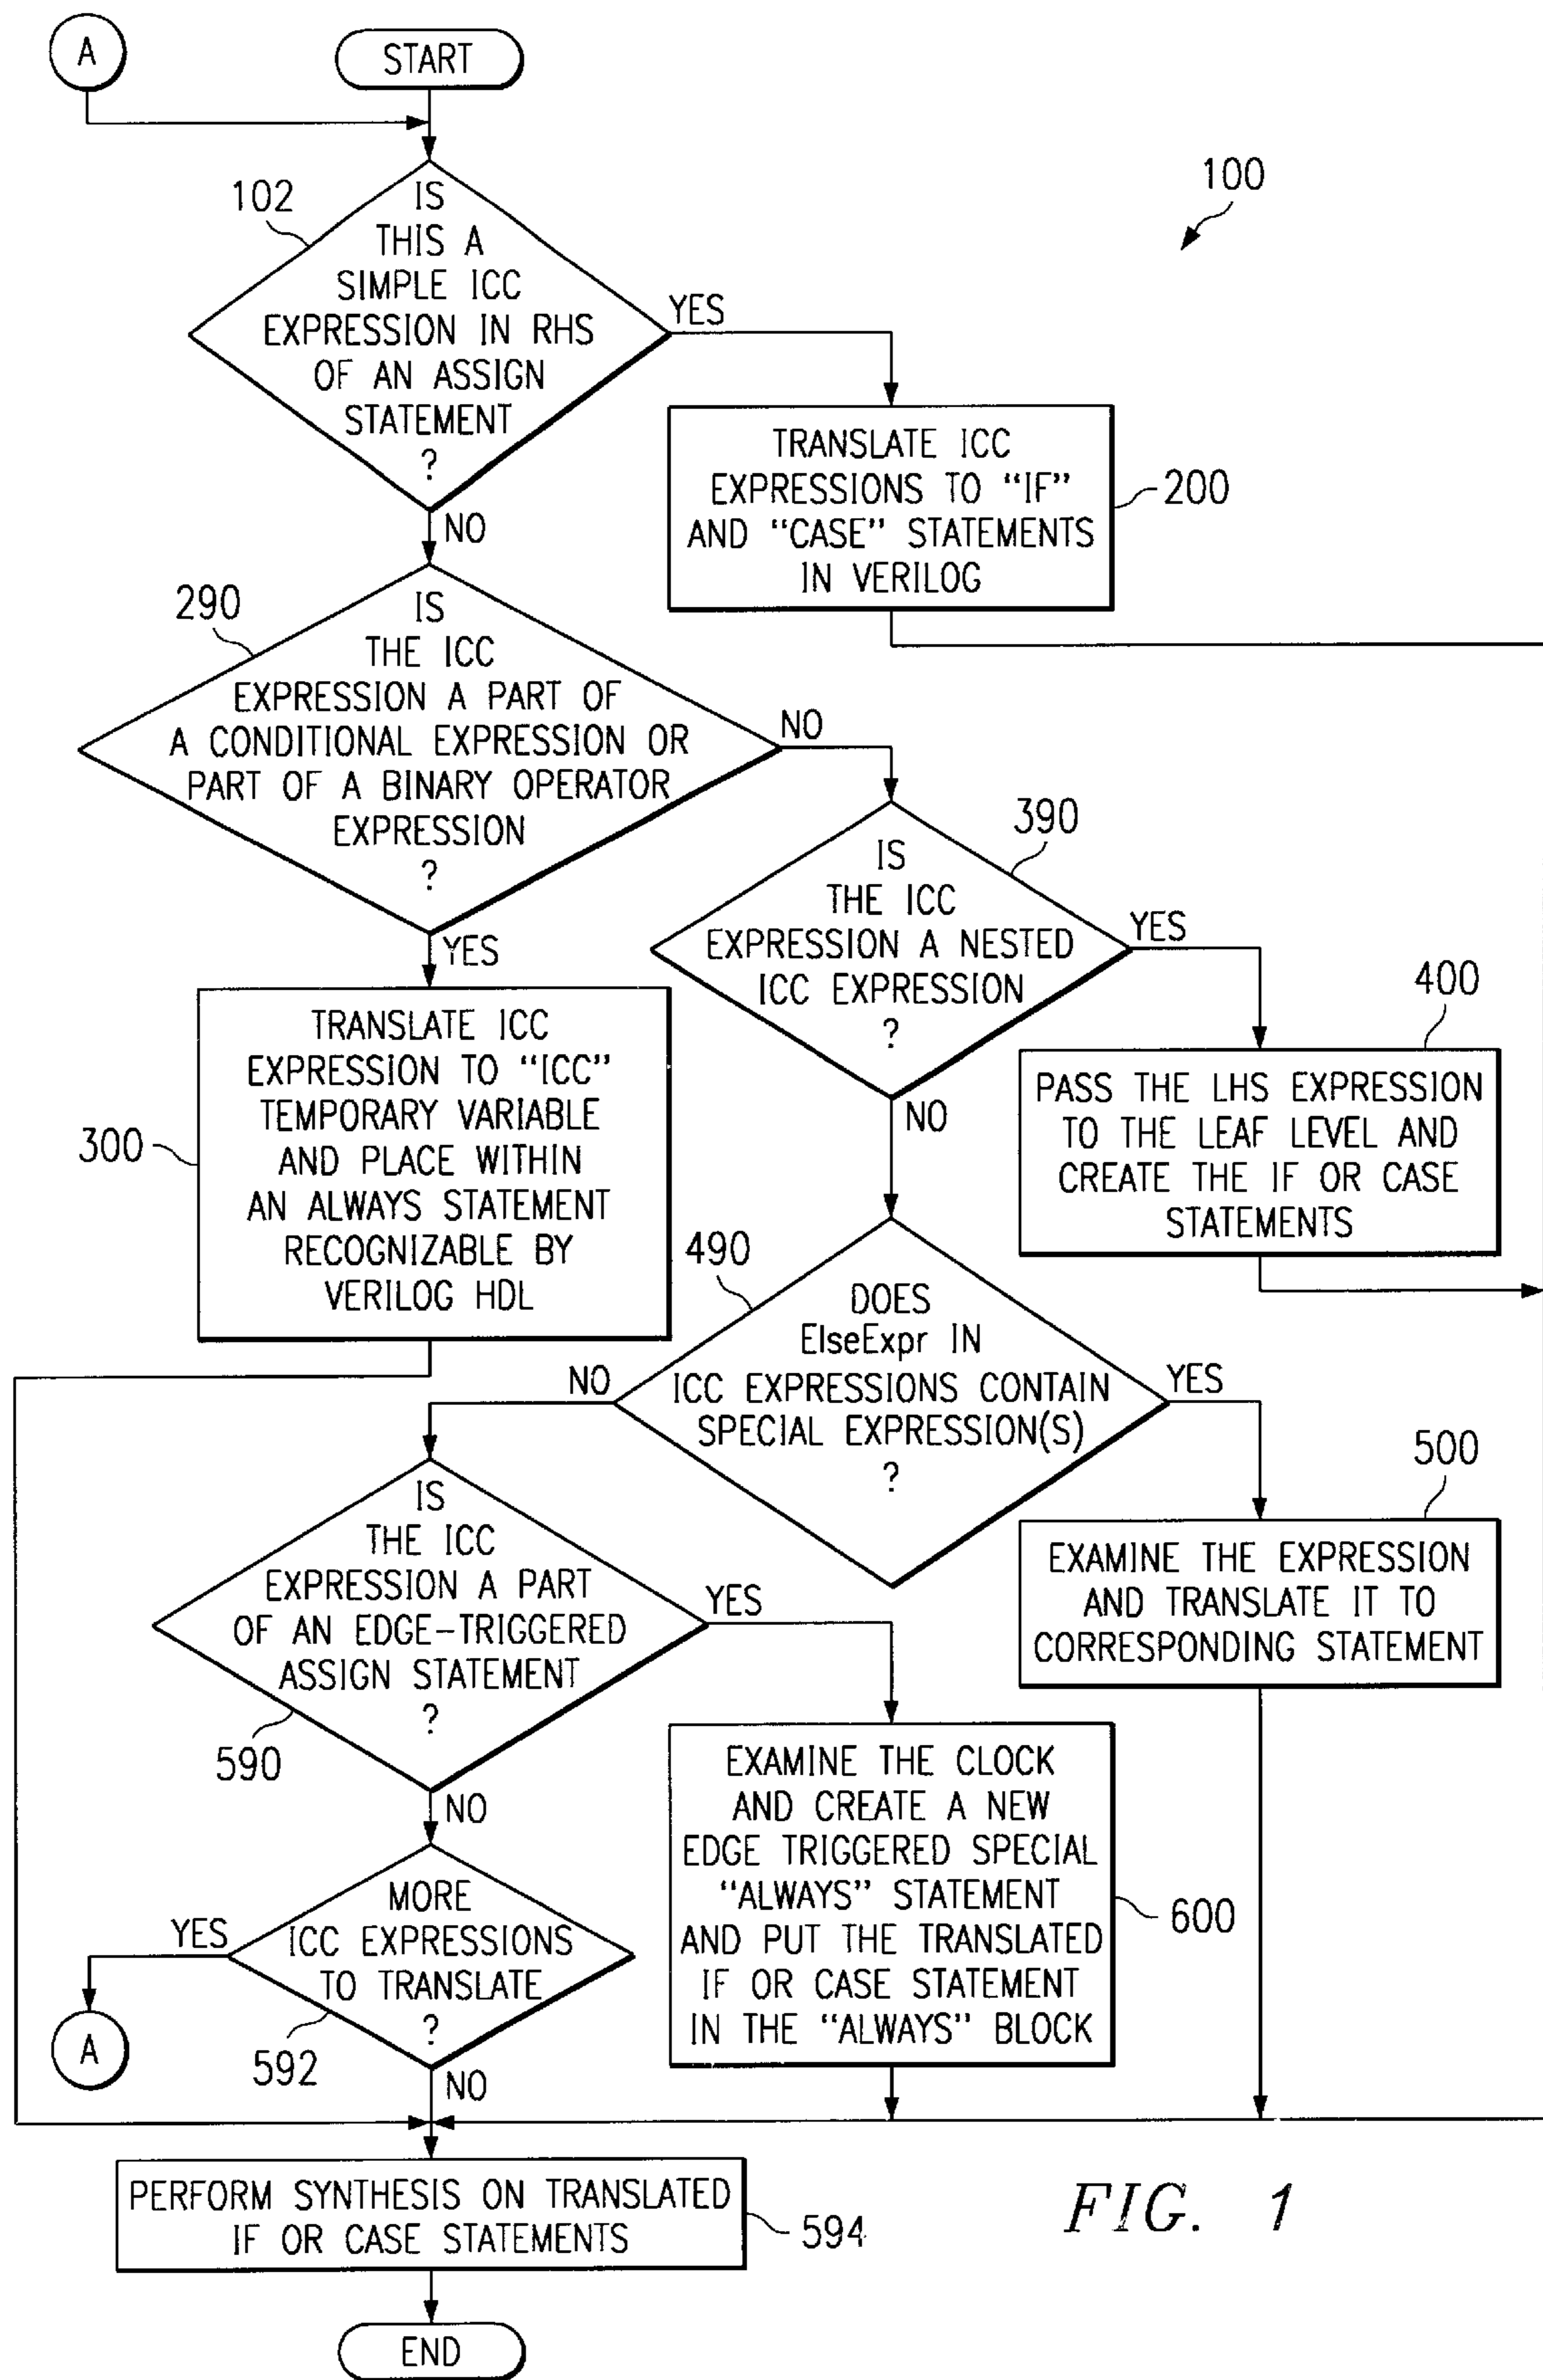 A
START
100
102
IS
THIS A
SIMPLE ICC
EXPRESSION IN RHS
OF AN ASSIGN
STATEMENT
?
YES
NO
TRANSLATE ICC
EXPRESSIONS TO “IF”
AND “CASE” STATEMENTS
IN VERILOG
200
290
IS
THE ICC
EXPRESSION A PART OF
A CONDITIONAL EXPRESSION OR
PART OF A BINARY OPERATOR
EXPRESSION
?
NO
YES
390
IS
THE ICC
EXPRESSION A NESTED
ICC EXPRESSION
?
YES
NO
300
TRANSLATE ICC
EXPRESSION TO “ICC”
TEMPORARY VARIABLE
AND PLACE WITHIN
AN ALWAYS STATEMENT
RECOGNIZABLE BY
VERILOG HDL
400
PASS THE LHS EXPRESSION
TO THE LEAF LEVEL AND
CREATE THE IF OR CASE
STATEMENTS
490
DOES
ElseExpr IN
ICC EXPRESSIONS CONTAIN
SPECIAL EXPRESSION(S)
?
NO
YES
500
EXAMINE THE EXPRESSION
AND TRANSLATE IT TO
CORRESPONDING STATEMENT
IS
THE ICC
EXPRESSION A PART
OF AN EDGE-TRIGGERED
ASSIGN STATEMENT
?
590
YES
NO
EXAMINE THE CLOCK
AND CREATE A NEW
EDGE TRIGGERED SPECIAL
“ALWAYS” STATEMENT
AND PUT THE TRANSLATED
IF OR CASE STATEMENT
IN THE “ALWAYS” BLOCK
600
MORE
ICC EXPRESSIONS
TO TRANSLATE
?
YES
A
592
NO
PERFORM SYNTHESIS ON TRANSLATED
IF OR CASE STATEMENTS
594
FIG. 1
END